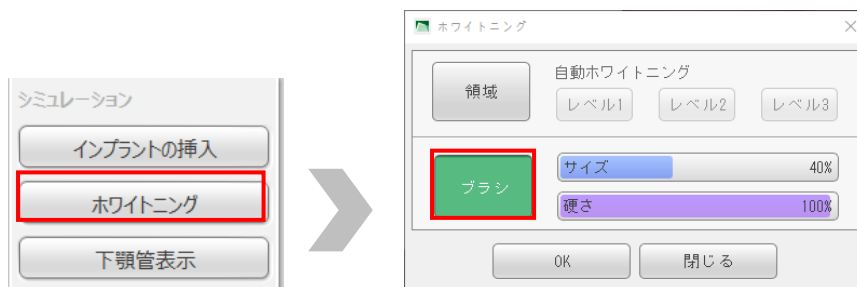 シミュレーション
インプラントの挿入
ホワイトニング
下顎管表示
ホワイトニング
領域
自動ホワイトニング
レベル1 レベル2 レベル3
ブラシ
サイズ 40%
硬さ 100%
OK 閉じる